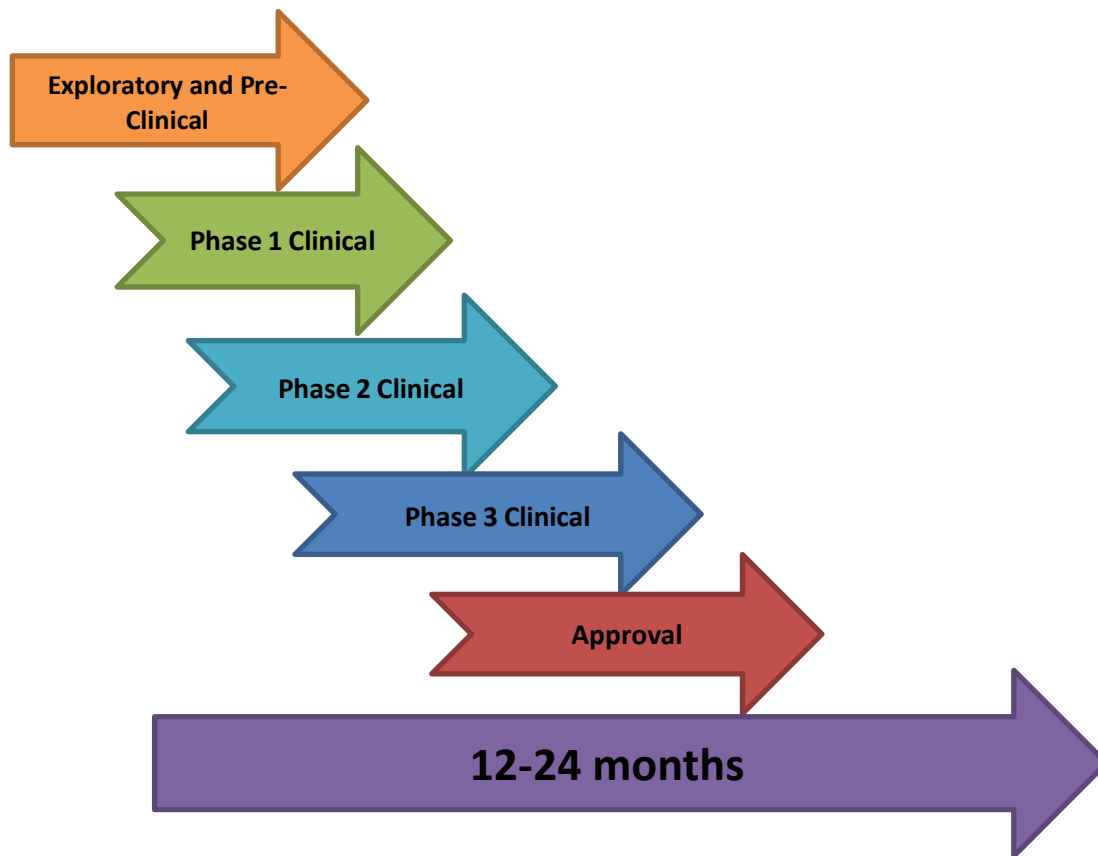 Exploratory and Pre-
Clinical
Phase 1 Clinical
Phase 2 Clinical
Phase 3 Clinical
Approval
12-24 months